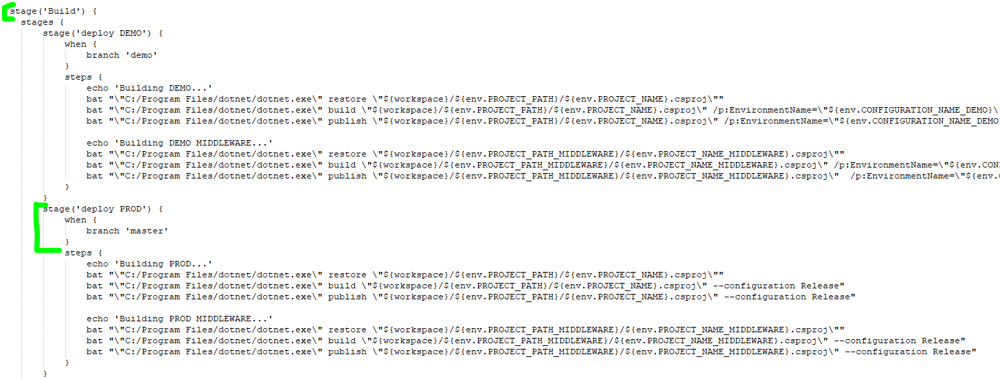 stage('Build') {
stages {
stage('deploy DEMO') {
when {
branch 'demo'
}
steps {
echo 'Building DEMO...'
bat "\"C:/Program Files/dotnet/dotnet.exe\" restore \"${workspace}/${env.PROJECT_PATH}/${env.PROJECT_NAME}.csproj\""
bat "\"C:/Program Files/dotnet/dotnet.exe\" build \"${workspace}/${env.PROJECT_PATH}/${env.PROJECT_NAME}.csproj\" /p:EnvironmentName=\"${env.CONFIGURATION_NAME_DEMO}\
bat "\"C:/Program Files/dotnet/dotnet.exe\" publish \"${workspace}/${env.PROJECT_PATH}/${env.PROJECT_NAME}.csproj\" /p:EnvironmentName=\"${env.CONFIGURATION_NAME_DEMO
echo 'Building DEMO MIDDLEWARE...'
bat "\"C:/Program Files/dotnet/dotnet.exe\" restore \"${workspace}/${env.PROJECT_PATH_MIDDLEWARE}/${env.PROJECT_NAME_MIDDLEWARE}.csproj\""
bat "\"C:/Program Files/dotnet/dotnet.exe\" build \"${workspace}/${env.PROJECT_PATH_MIDDLEWARE}/${env.PROJECT_NAME_MIDDLEWARE}.csproj\" /p:EnvironmentName=\"${env.CON
bat "\"C:/Program Files/dotnet/dotnet.exe\" publish \"${workspace}/${env.PROJECT_PATH_MIDDLEWARE}/${env.PROJECT_NAME_MIDDLEWARE}.csproj\"  /p:EnvironmentName=\"${env.
}
}
stage('deploy PROD') {
when {
branch 'master'
}
steps {
echo 'Building PROD...'
bat "\"C:/Program Files/dotnet/dotnet.exe\" restore \"${workspace}/${env.PROJECT_PATH}/${env.PROJECT_NAME}.csproj\""
bat "\"C:/Program Files/dotnet/dotnet.exe\" build \"${workspace}/${env.PROJECT_PATH}/${env.PROJECT_NAME}.csproj\" --configuration Release"
bat "\"C:/Program Files/dotnet/dotnet.exe\" publish \"${workspace}/${env.PROJECT_PATH}/${env.PROJECT_NAME}.csproj\" --configuration Release"
echo 'Building PROD MIDDLEWARE...'
bat "\"C:/Program Files/dotnet/dotnet.exe\" restore \"${workspace}/${env.PROJECT_PATH_MIDDLEWARE}/${env.PROJECT_NAME_MIDDLEWARE}.csproj\""
bat "\"C:/Program Files/dotnet/dotnet.exe\" build \"${workspace}/${env.PROJECT_PATH_MIDDLEWARE}/${env.PROJECT_NAME_MIDDLEWARE}.csproj\" --configuration Release"
bat "\"C:/Program Files/dotnet/dotnet.exe\" publish \"${workspace}/${env.PROJECT_PATH_MIDDLEWARE}/${env.PROJECT_NAME_MIDDLEWARE}.csproj\" --configuration Release"
}
}